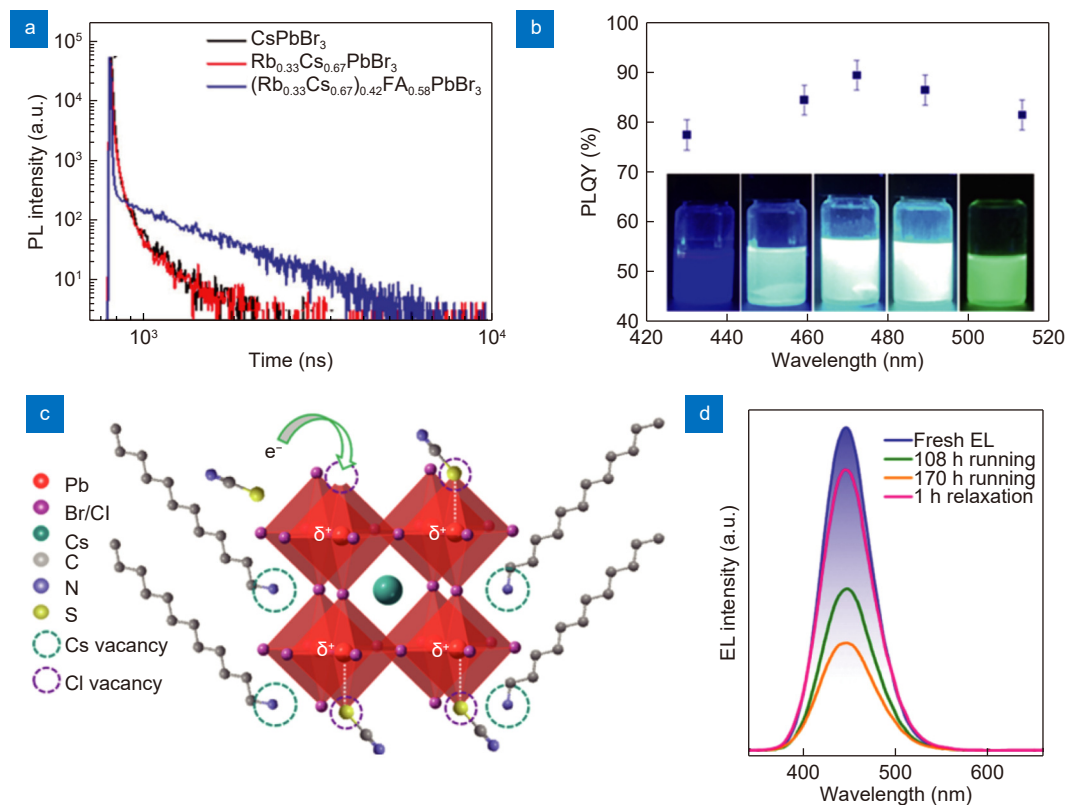 a
PL intensity (a.u.)
10⁵
10⁴
10³
10²
10¹
CsPbBr₃
Rb₀.₃₃Cs₀.₆₇PbBr₃
(Rb₀.₃₃Cs₀.₆₇)₀.₄₂FA₀.₅₈PbBr₃
10³
10⁴
Time (ns)
b
PLQY (%)
100
90
80
70
60
50
40
420
440
460
480
500
520
Wavelength (nm)
c
e⁻
Pb
Br/Cl
Cs
C
N
S
Cs vacancy
Cl vacancy
δ⁺
δ⁺
δ⁺
δ⁺
d
EL intensity (a.u.)
Fresh EL
108 h running
170 h running
1 h relaxation
400
500
600
Wavelength (nm)